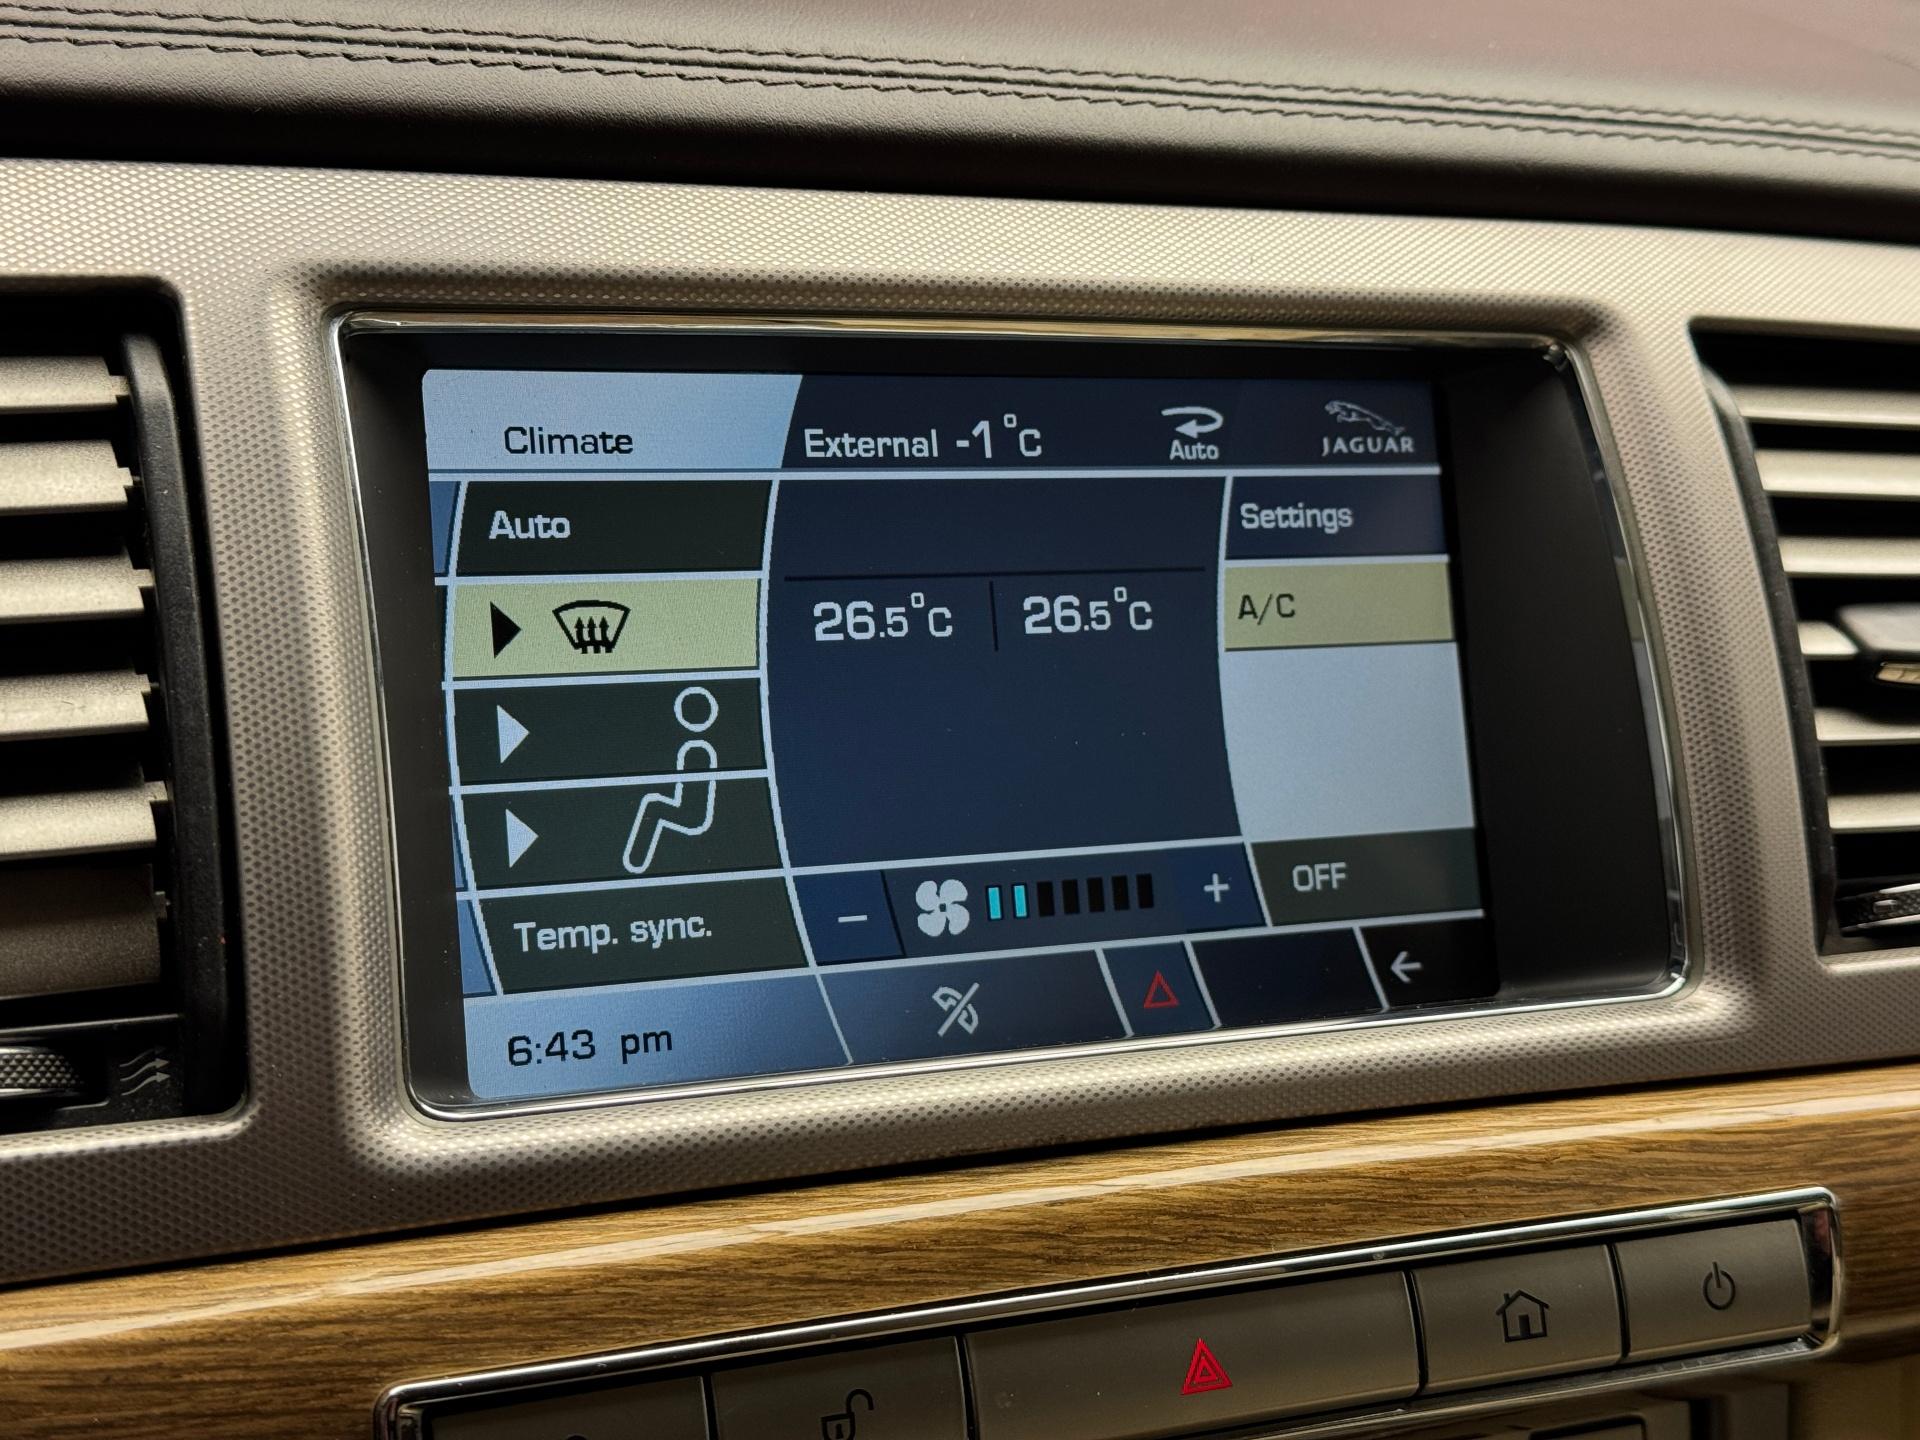 Climate
External -1°C
Auto
JAGUAR
Auto
Settings
26.5°C
26.5°C
A/C
Temp. sync.
−
+
OFF
6:43 pm